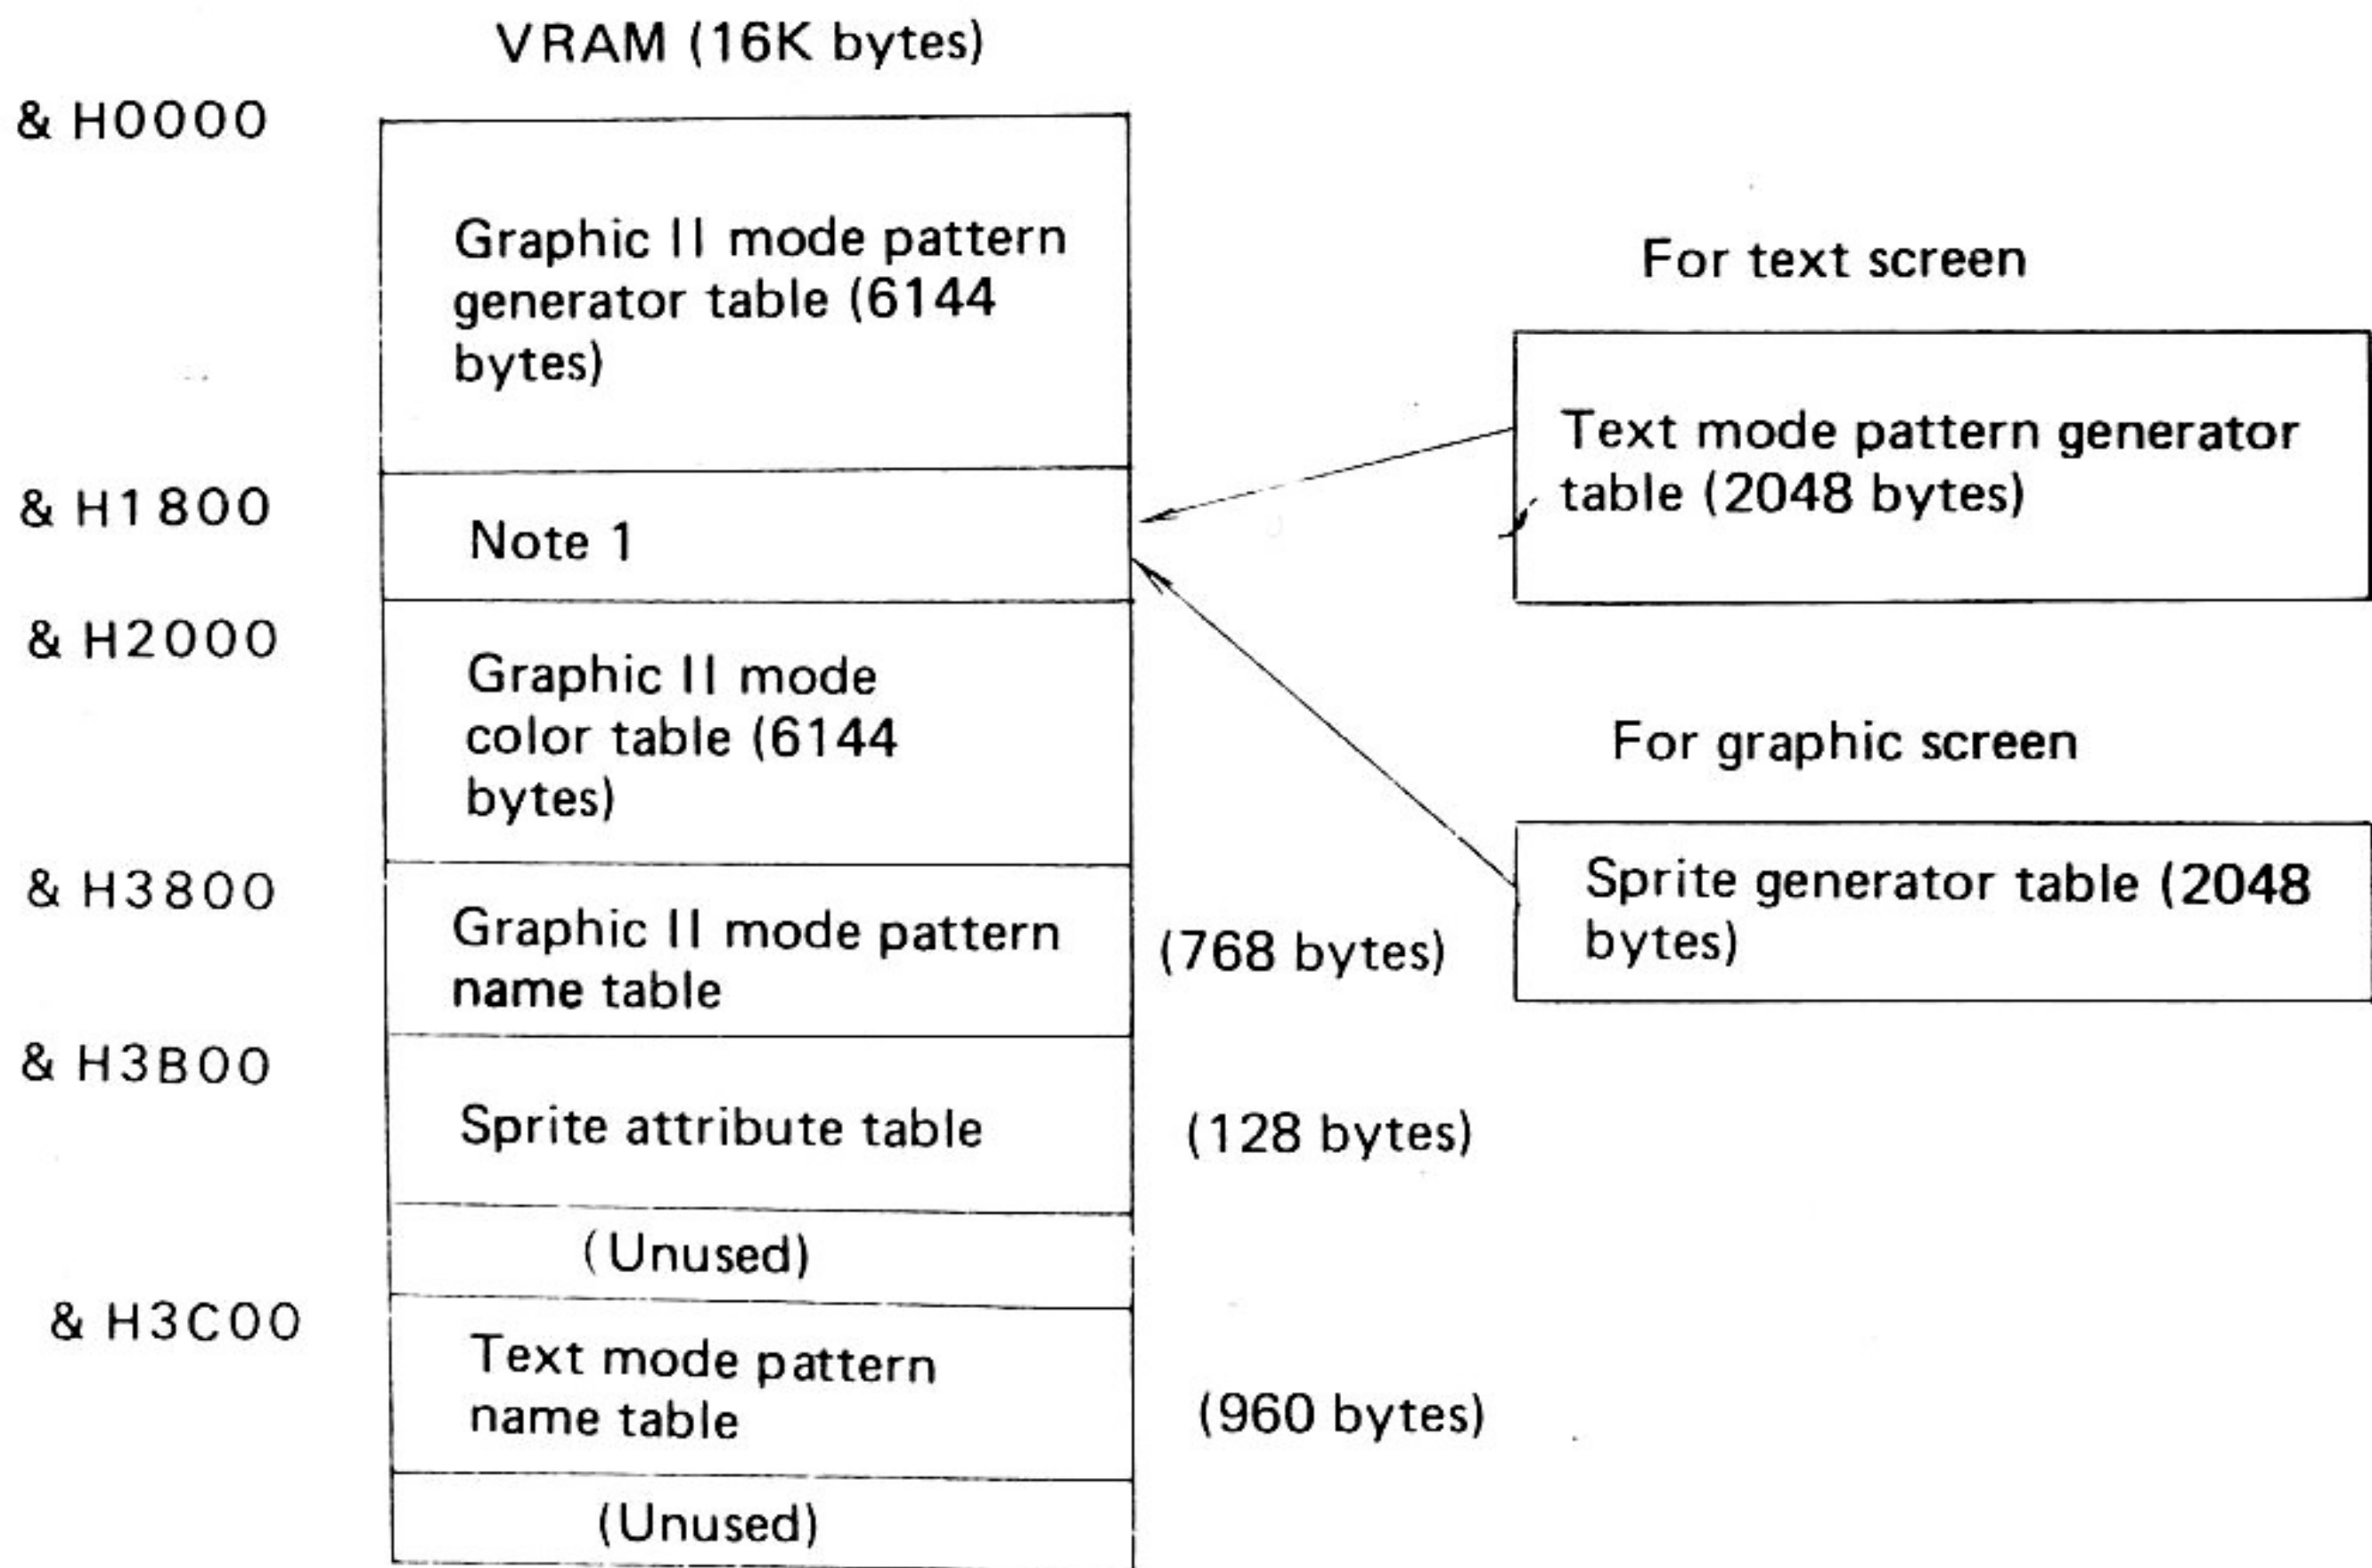 VRAM (16K bytes)
& H0000
Graphic II mode pattern
generator table (6144
bytes)
For text screen
Text mode pattern generator
table (2048 bytes)
& H1800
Note 1
& H2000
Graphic II mode
color table (6144
bytes)
For graphic screen
Sprite generator table (2048
bytes)
& H3800
Graphic II mode pattern
name table
(768 bytes)
& H3B00
Sprite attribute table
(128 bytes)
(Unused)
& H3C00
Text mode pattern
name table
(960 bytes)
(Unused)